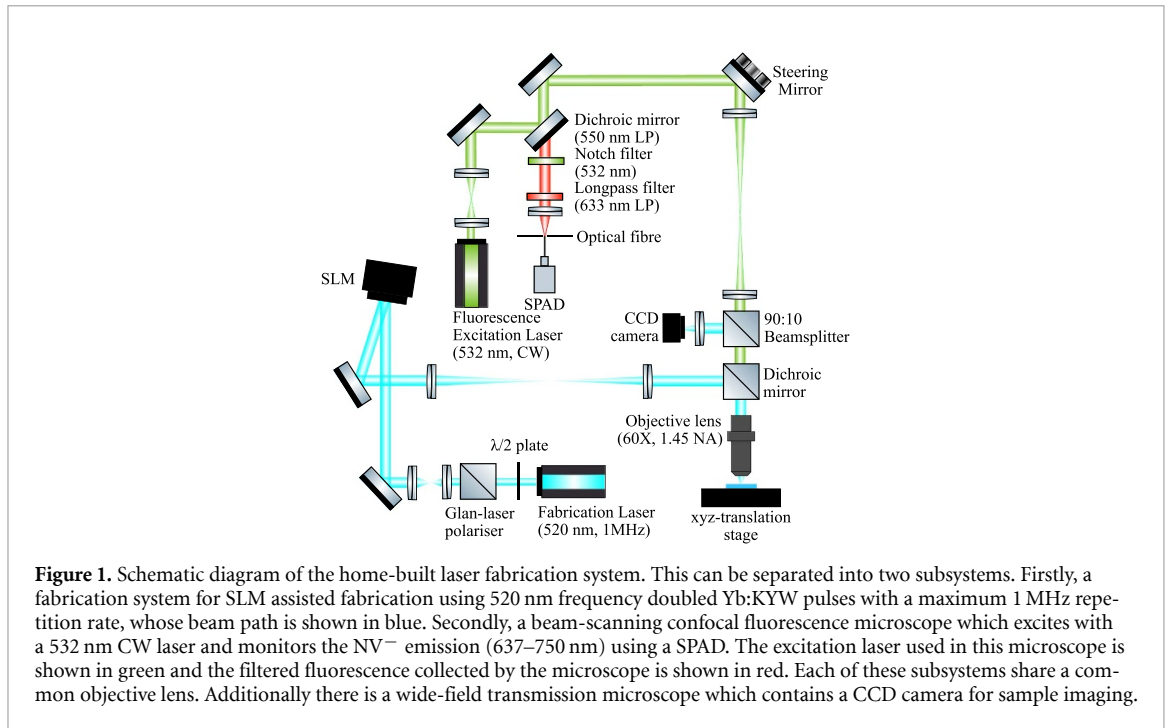 Steering
Mirror
Dichroic mirror
(550 nm LP)
Notch filter
(532 nm)
Longpass filter
(633 nm LP)
Optical fibre
SPAD
SLM
Fluorescence
Excitation Laser
(532 nm, CW)
CCD
camera
90:10
Beamsplitter
Dichroic
mirror
Objective lens
(60X, 1.45 NA)
λ/2 plate
Glan-laser
polariser
Fabrication Laser
(520 nm, 1MHz)
xyz-translation
stage
Figure 1. Schematic diagram of the home-built laser fabrication system. This can be separated into two subsystems. Firstly, a
fabrication system for SLM assisted fabrication using 520 nm frequency doubled Yb:KYW pulses with a maximum 1 MHz repe-
tition rate, whose beam path is shown in blue. Secondly, a beam-scanning confocal fluorescence microscope which excites with
a 532 nm CW laser and monitors the NV⁻ emission (637–750 nm) using a SPAD. The excitation laser used in this microscope is
shown in green and the filtered fluorescence collected by the microscope is shown in red. Each of these subsystems share a com-
mon objective lens. Additionally there is a wide-field transmission microscope which contains a CCD camera for sample imaging.